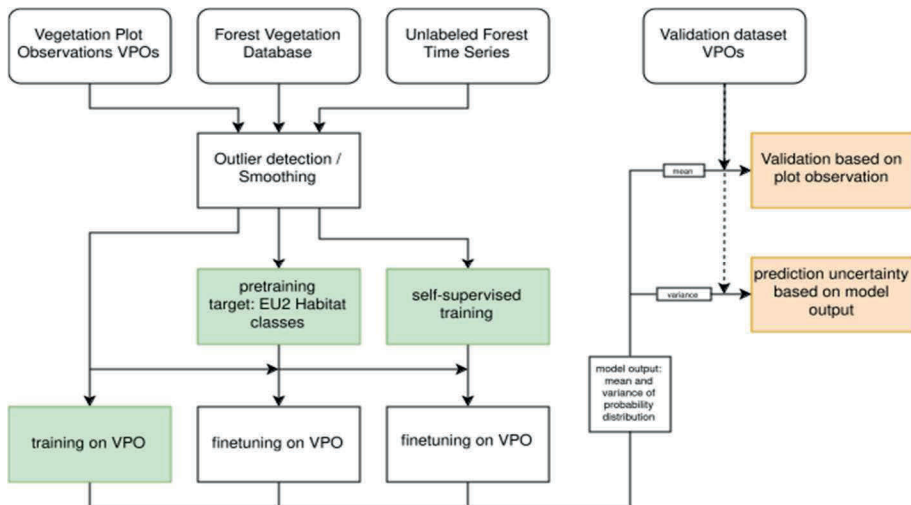 Vegetation Plot
Observations VPOs
Forest Vegetation
Database
Unlabeled Forest
Time Series
Validation dataset
VPOs
Outlier detection /
Smoothing
mean
Validation based on
plot observation
pretraining
target: EU2 Habitat
classes
self-supervised
training
variance
prediction uncertainty
based on model
output
model output:
mean and
variance of
probability
distribution
training on VPO
finetuning on VPO
finetuning on VPO